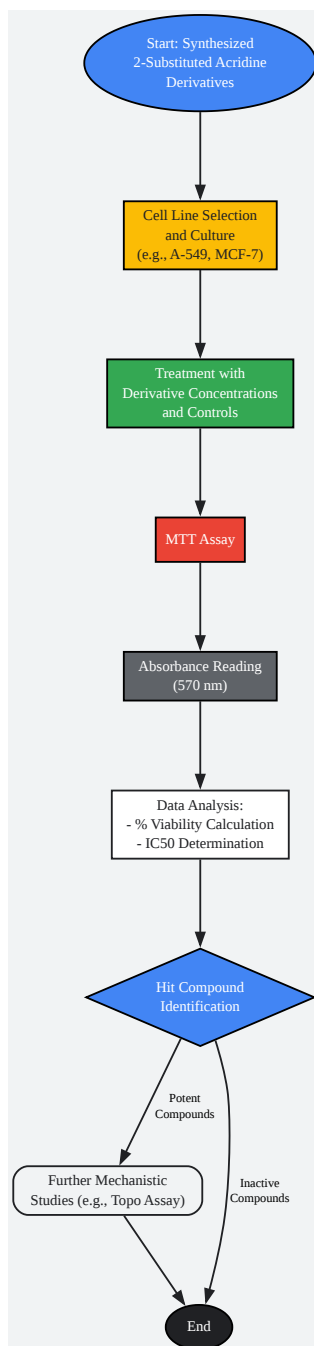 Start: Synthesized
2-Substituted Acridine
Derivatives
Cell Line Selection
and Culture
(e.g., A-549, MCF-7)
Treatment with
Derivative Concentrations
and Controls
MTT Assay
Absorbance Reading
(570 nm)
Data Analysis:
- % Viability Calculation
- IC50 Determination
Hit Compound
Identification
Potent
Compounds
Further Mechanistic
Studies (e.g., Topo Assay)
Inactive
Compounds
End